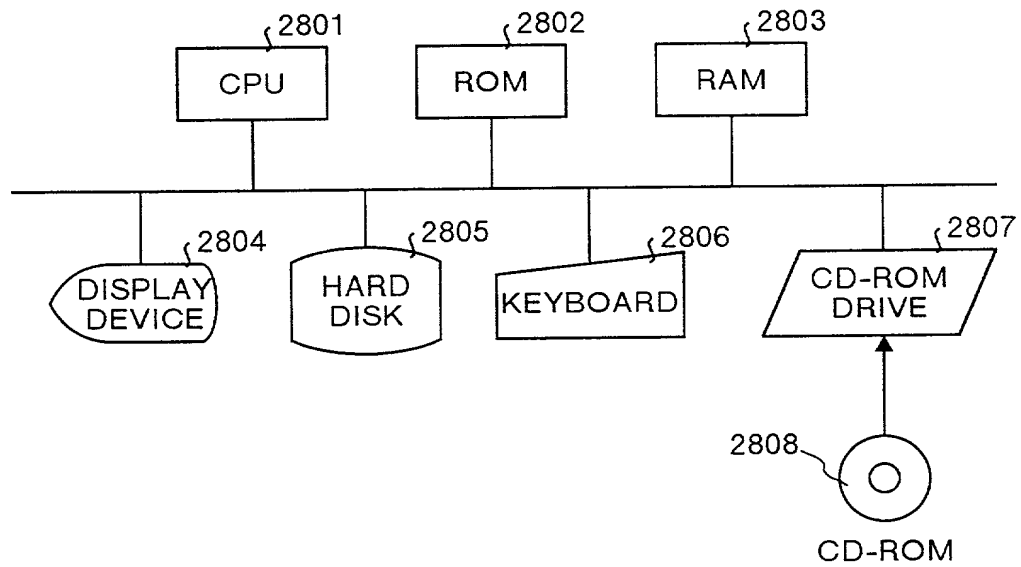 2801
2802
2803
CPU
ROM
RAM
2804
2805
2806
2807
DISPLAY
DEVICE
HARD
DISK
KEYBOARD
CD-ROM
DRIVE
2808
CD-ROM